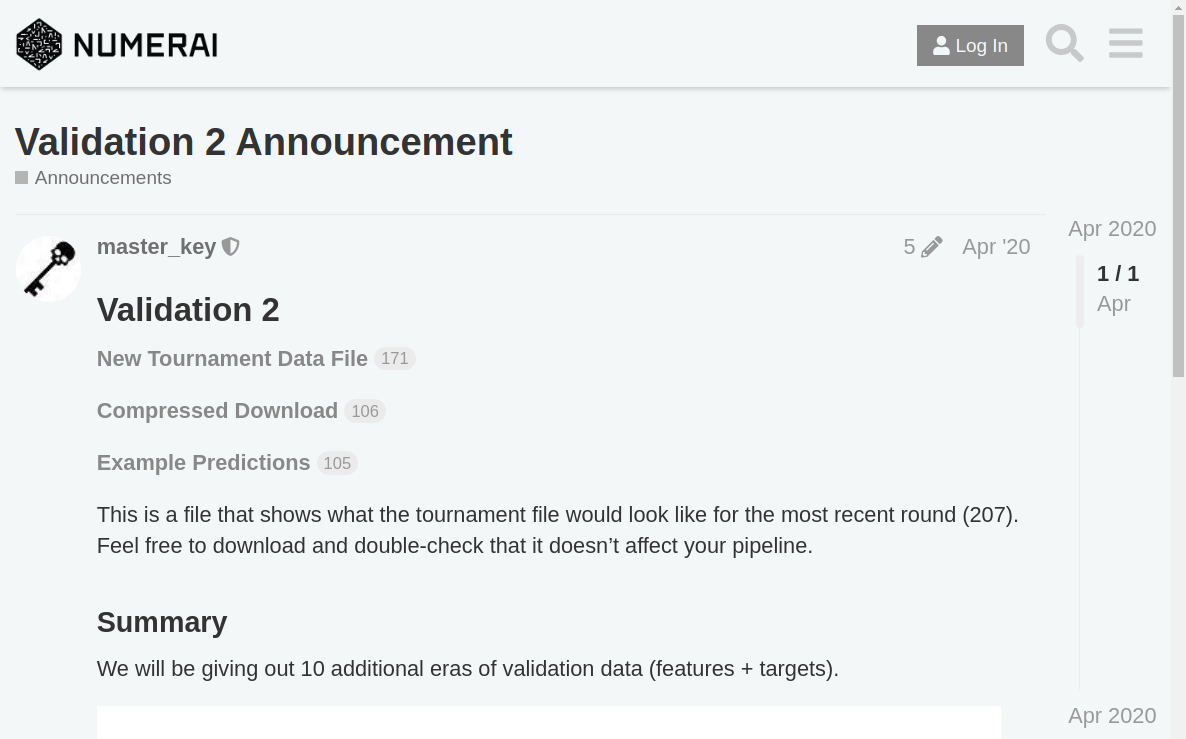 NUMERAI
Log In
Validation 2 Announcement
Announcements
Apr 2020
master_key
5
Apr '20
1 / 1
Apr
Validation 2
New Tournament Data File 171
Compressed Download 106
Example Predictions 105
This is a file that shows what the tournament file would look like for the most recent round (207).
Feel free to download and double-check that it doesn’t affect your pipeline.
Summary
We will be giving out 10 additional eras of validation data (features + targets).
Apr 2020